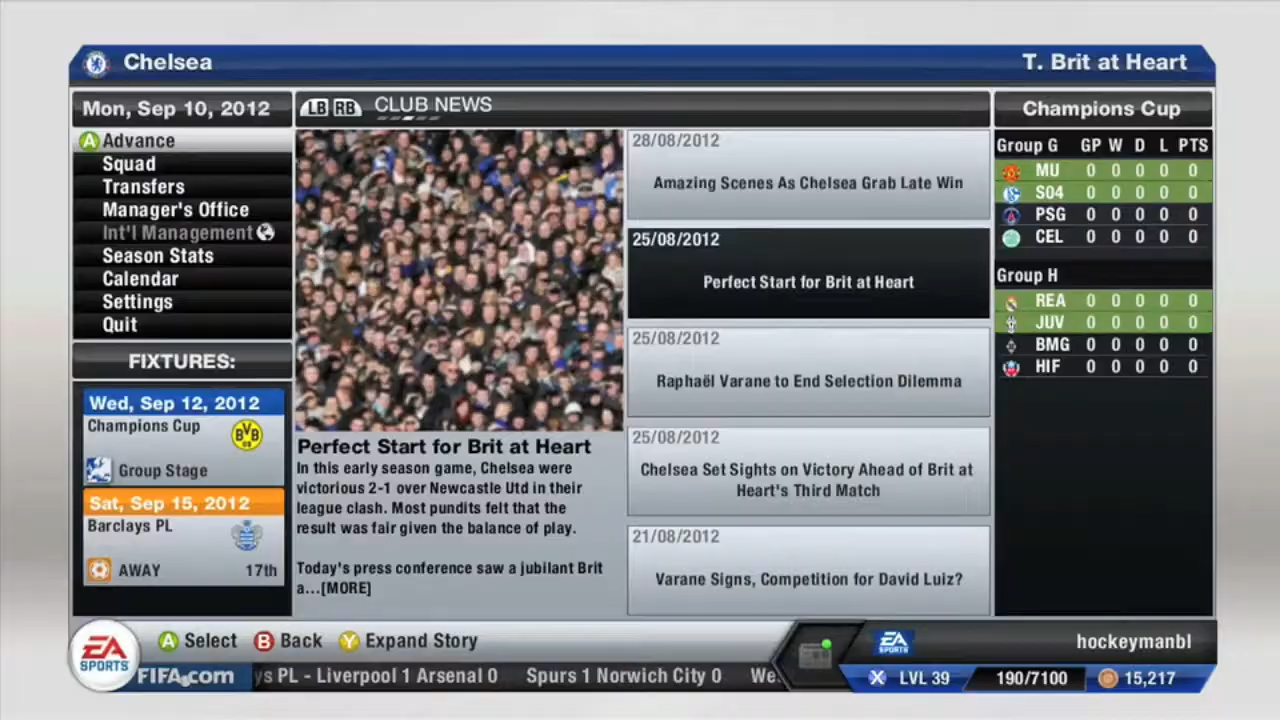 Chelsea
T. Brit at Heart
Mon, Sep 10, 2012
A Advance
Squad
Transfers
Manager's Office
Int'l Management
Season Stats
Calendar
Settings
Quit
FIXTURES:
Wed, Sep 12, 2012
Champions Cup
BVB 09
Group Stage
Sat, Sep 15, 2012
Barclays PL
AWAY 17th
LB RB CLUB NEWS
Perfect Start for Brit at Heart
In this early season game, Chelsea were
victorious 2-1 over Newcastle Utd in their
league clash. Most pundits felt that the
result was fair given the balance of play.
Today's press conference saw a jubilant Brit
a...[MORE]
28/08/2012
Amazing Scenes As Chelsea Grab Late Win
25/08/2012
Perfect Start for Brit at Heart
25/08/2012
Raphaël Varane to End Selection Dilemma
25/08/2012
Chelsea Set Sights on Victory Ahead of Brit at
Heart's Third Match
21/08/2012
Varane Signs, Competition for David Luiz?
Champions Cup
Group G GP W D L PTS
MU 0 0 0 0 0
S04 0 0 0 0 0
PSG 0 0 0 0 0
CEL 0 0 0 0 0
Group H
REA 0 0 0 0 0
JUV 0 0 0 0 0
BMG 0 0 0 0 0
HIF 0 0 0 0 0
EA SPORTS
A Select B Back Y Expand Story
EA SPORTS
hockeymanbl
FIFA.com
ys PL - Liverpool 1 Arsenal 0 Spurs 1 Norwich City 0 We
X LVL 39 190/7100 15,217